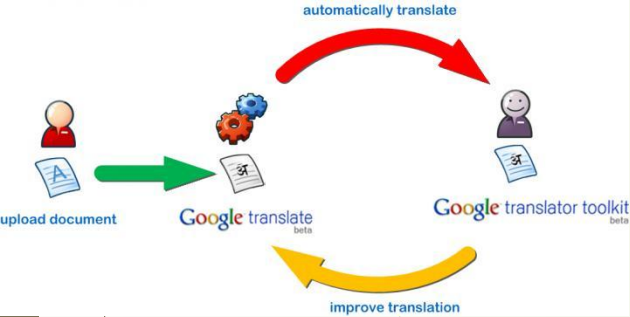 automatically translate
A
अ
अ
upload document
Google translate
beta
Google translator toolkit
beta
improve translation